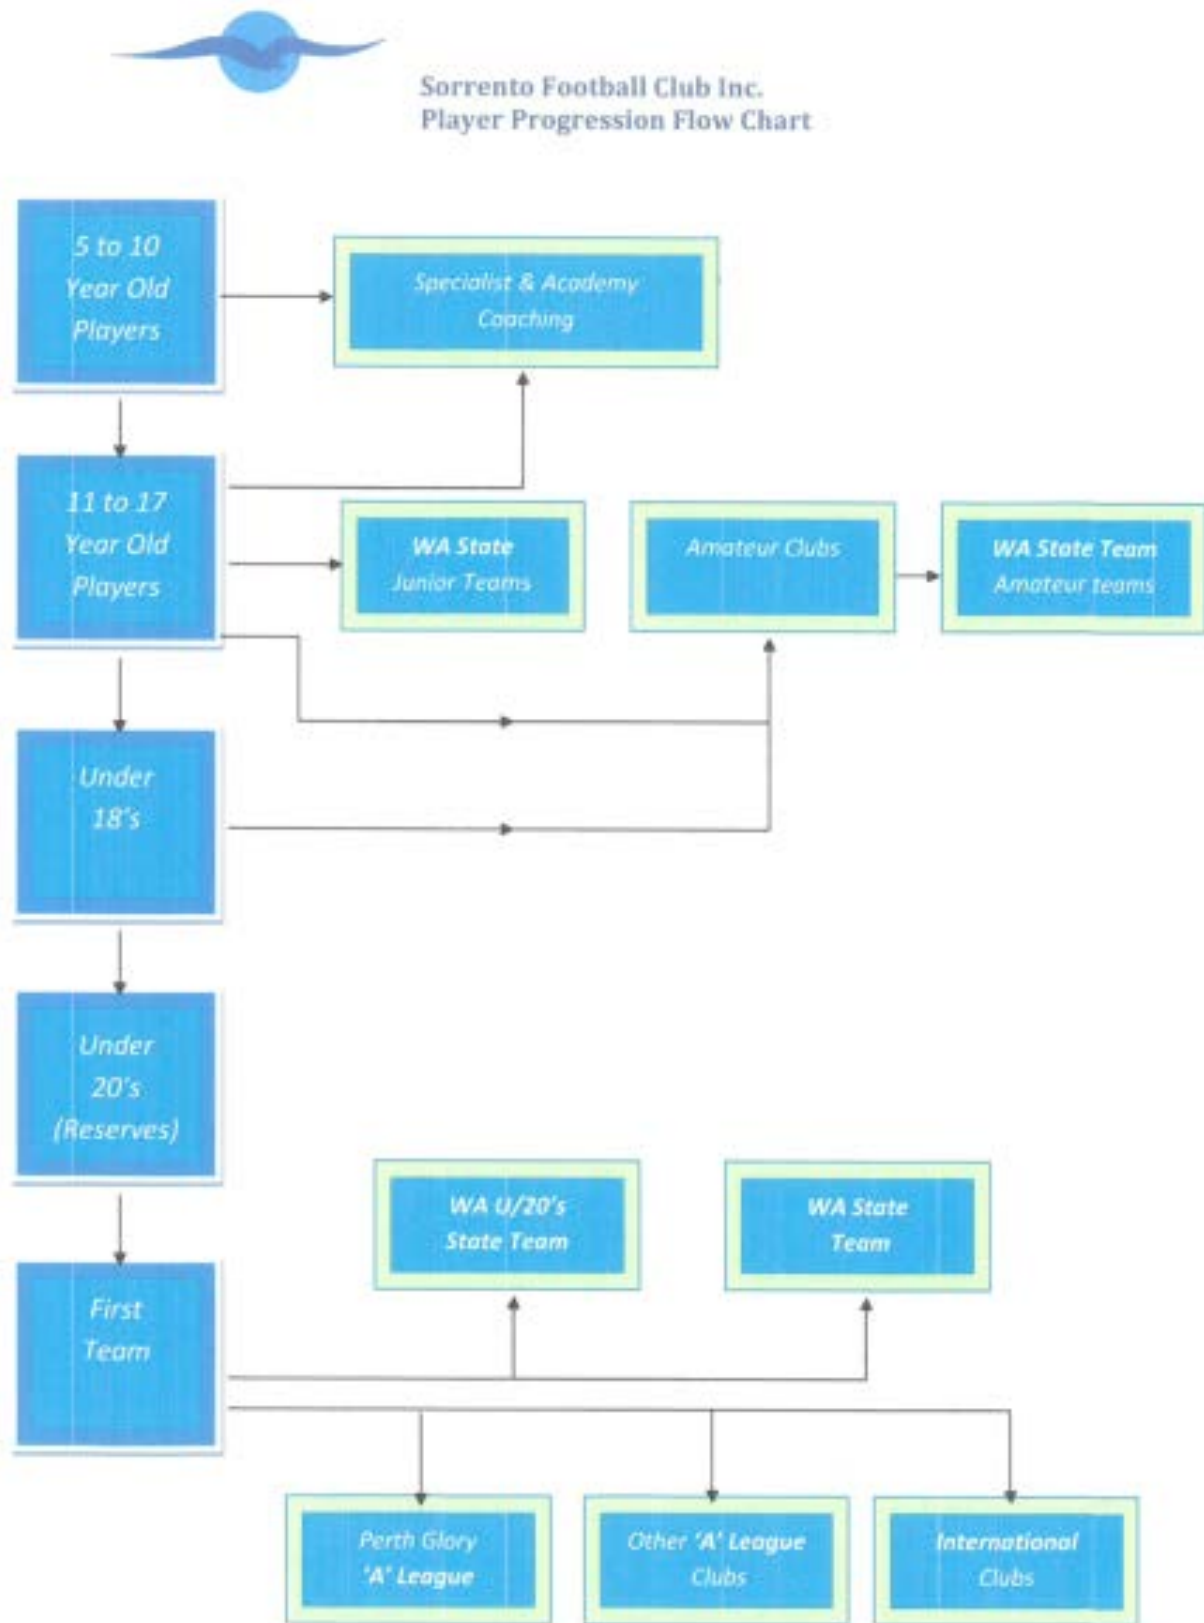 Sorrento Football Club Inc.
Player Progression Flow Chart
5 to 10
Year Old
Players
Specialist & Academy
Coaching
11 to 17
Year Old
Players
WA State
Junior Teams
Amateur Clubs
WA State Team
Amateur teams
Under
18's
Under
20's
(Reserves)
WA U/20's
State Team
WA State
Team
First
Team
Perth Glory
'A' League
Other 'A' League
Clubs
International
Clubs